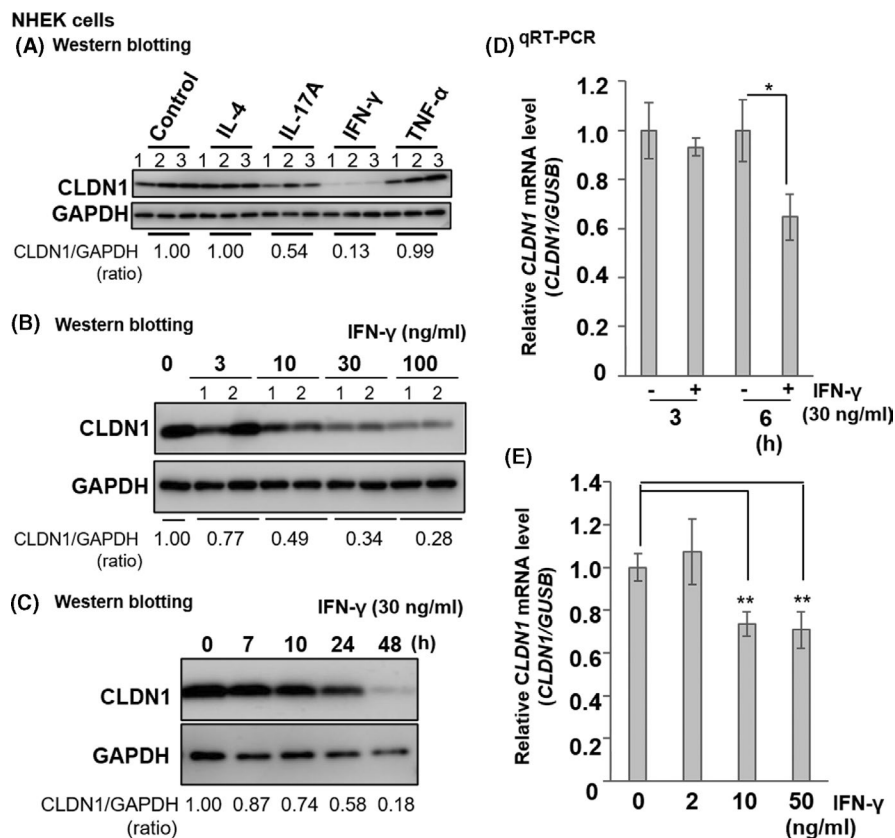 NHEK cells
(A) Western blotting
Control IL-4 IL-17A IFN-γ TNF-α
1 2 3 1 2 3 1 2 3 1 2 3 1 2 3
CLDN1
GAPDH
CLDN1/GAPDH 1.00 1.00 0.54 0.13 0.99
(ratio)
(B) Western blotting IFN-γ (ng/ml)
0 3 10 30 100
1 2 1 2 1 2 1 2
CLDN1
GAPDH
CLDN1/GAPDH 1.00 0.77 0.49 0.34 0.28
(ratio)
(C) Western blotting IFN-γ (30 ng/ml)
0 7 10 24 48 (h)
CLDN1
GAPDH
CLDN1/GAPDH 1.00 0.87 0.74 0.58 0.18
(ratio)
(D) qRT-PCR
Relative CLDN1 mRNA level
(CLDN1/GUSB)
1.2
1.0
0.8
0.6
0.4
0.2
0
*
- + - + IFN-γ
3 6 (30 ng/ml)
(h)
(E)
Relative CLDN1 mRNA level
(CLDN1/GUSB)
1.4
1.2
1.0
0.8
0.6
0.4
0.2
0
** **
0 2 10 50 IFN-γ
(ng/ml)